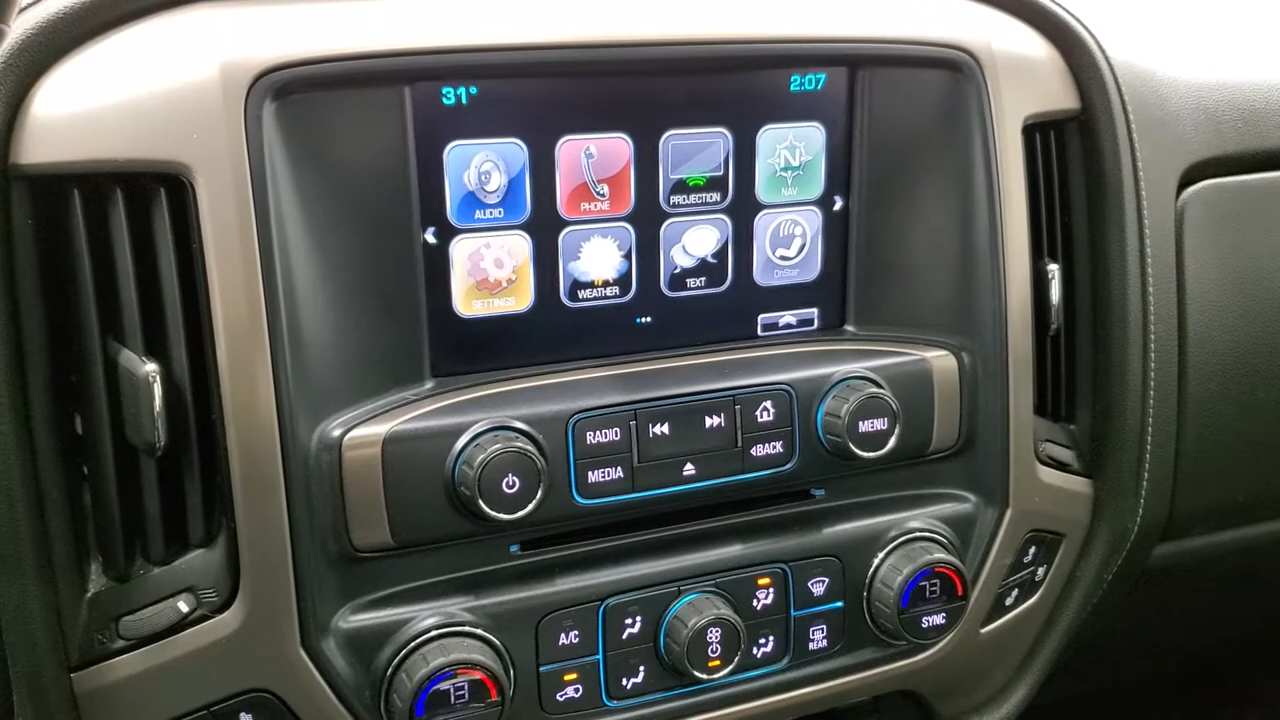 31°
2:07
AUDIO
PHONE
PROJECTION
N
NAV
SETTINGS
WEATHER
TEXT
OnStar
RADIO
MEDIA
BACK
MENU
A/C
REAR
73
SYNC
73